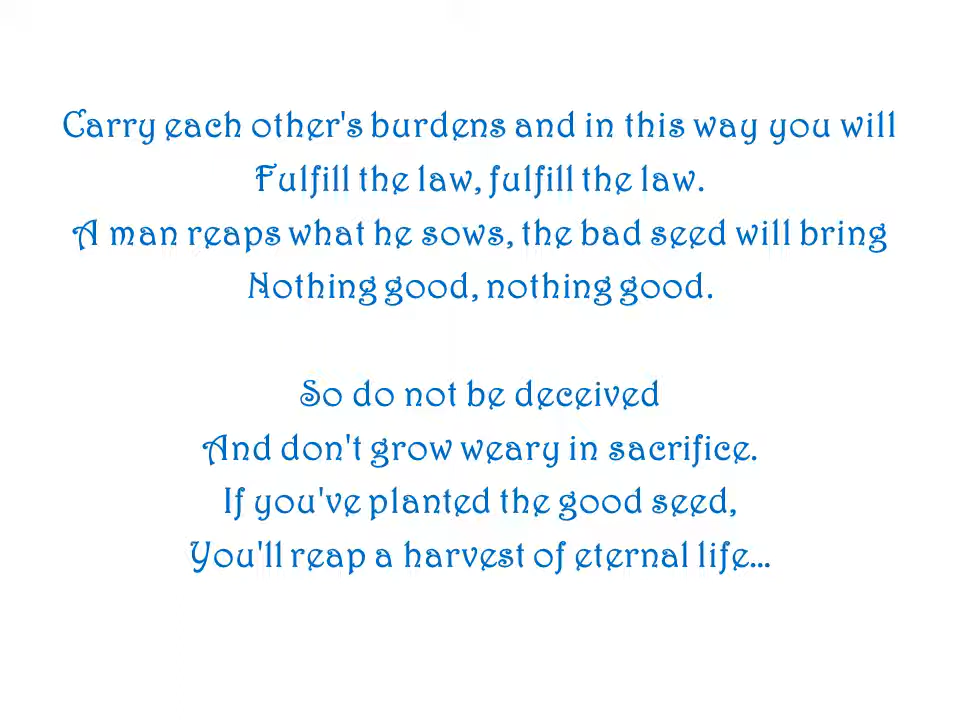 Carry each other's burdens and in this way you will
Fulfill the law, fulfill the law.
A man reaps what he sows, the bad seed will bring
Nothing good, nothing good.
So do not be deceived
And don't grow weary in sacrifice.
If you've planted the good seed,
You'll reap a harvest of eternal life...